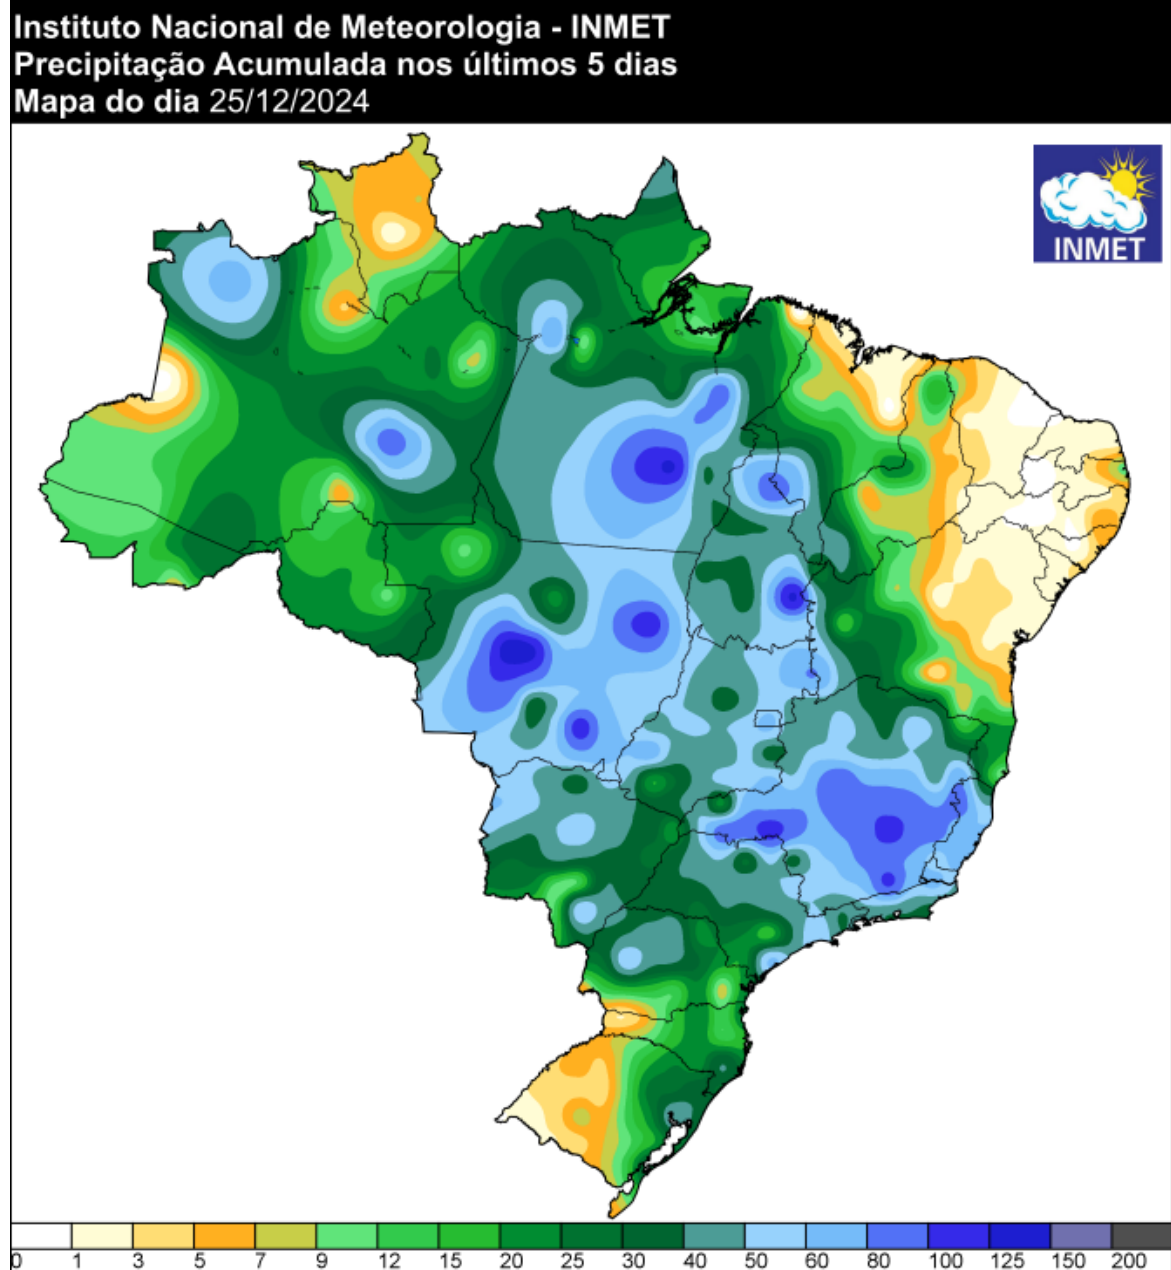 Instituto Nacional de Meteorologia - INMET
Precipitação Acumulada nos últimos 5 dias
Mapa do dia 25/12/2024
INMET
0 1 3 5 7 9 12 15 20 25 30 40 50 60 80 100 125 150 200